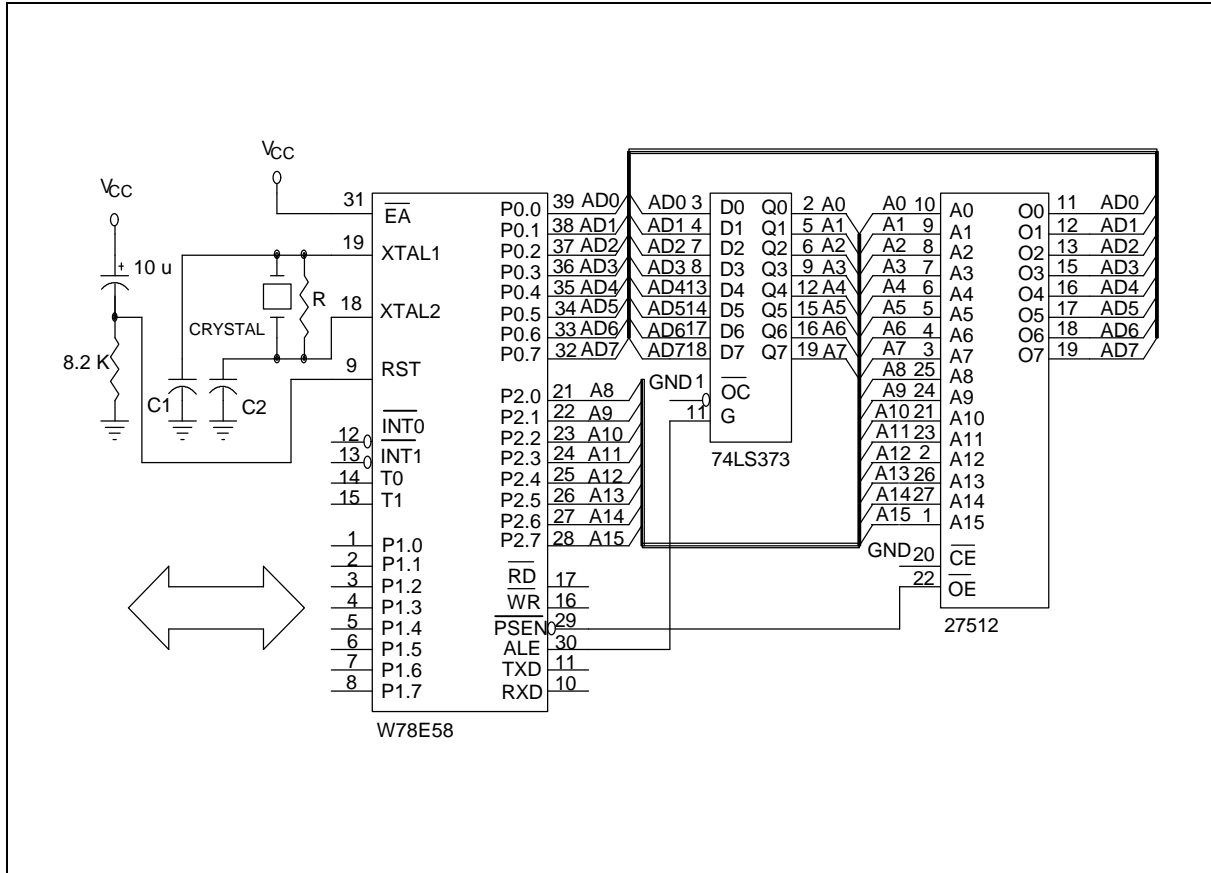 VCC
VCC
31 EA
19 XTAL1
10 u
R
18 XTAL2
CRYSTAL
8.2 K
9 RST
C1
C2
12 INT0
13 INT1
14 T0
15 T1
1 P1.0
2 P1.1
3 P1.2
4 P1.3
5 P1.4
6 P1.5
7 P1.6
8 P1.7
P0.0 39 AD0
P0.1 38 AD1
P0.2 37 AD2
P0.3 36 AD3
P0.4 35 AD4
P0.5 34 AD5
P0.6 33 AD6
P0.7 32 AD7
P2.0 21 A8
P2.1 22 A9
P2.2 23 A10
P2.3 24 A11
P2.4 25 A12
P2.5 26 A13
P2.6 27 A14
P2.7 28 A15
RD 17
WR 16
PSEN 29
ALE 30
TXD 11
RXD 10
W78E58
AD0 3 D0 Q0 2 A0
AD1 4 D1 Q1 5 A1
AD2 7 D2 Q2 6 A2
AD3 8 D3 Q3 9 A3
AD4 13 D4 Q4 12 A4
AD5 14 D5 Q5 15 A5
AD6 17 D6 Q6 16 A6
AD7 18 D7 Q7 19 A7
GND 1 OC
11 G
74LS373
A0 10 A0 O0 11 AD0
A1 9 A1 O1 12 AD1
A2 8 A2 O2 13 AD2
A3 7 A3 O3 15 AD3
A4 6 A4 O4 16 AD4
A5 5 A5 O5 17 AD5
A6 4 A6 O6 18 AD6
A7 3 A7 O7 19 AD7
A8 25 A8
A9 24 A9
A10 21 A10
A11 23 A11
A12 2 A12
A13 26 A13
A14 27 A14
A15 1 A15
GND 20 CE
22 OE
27512